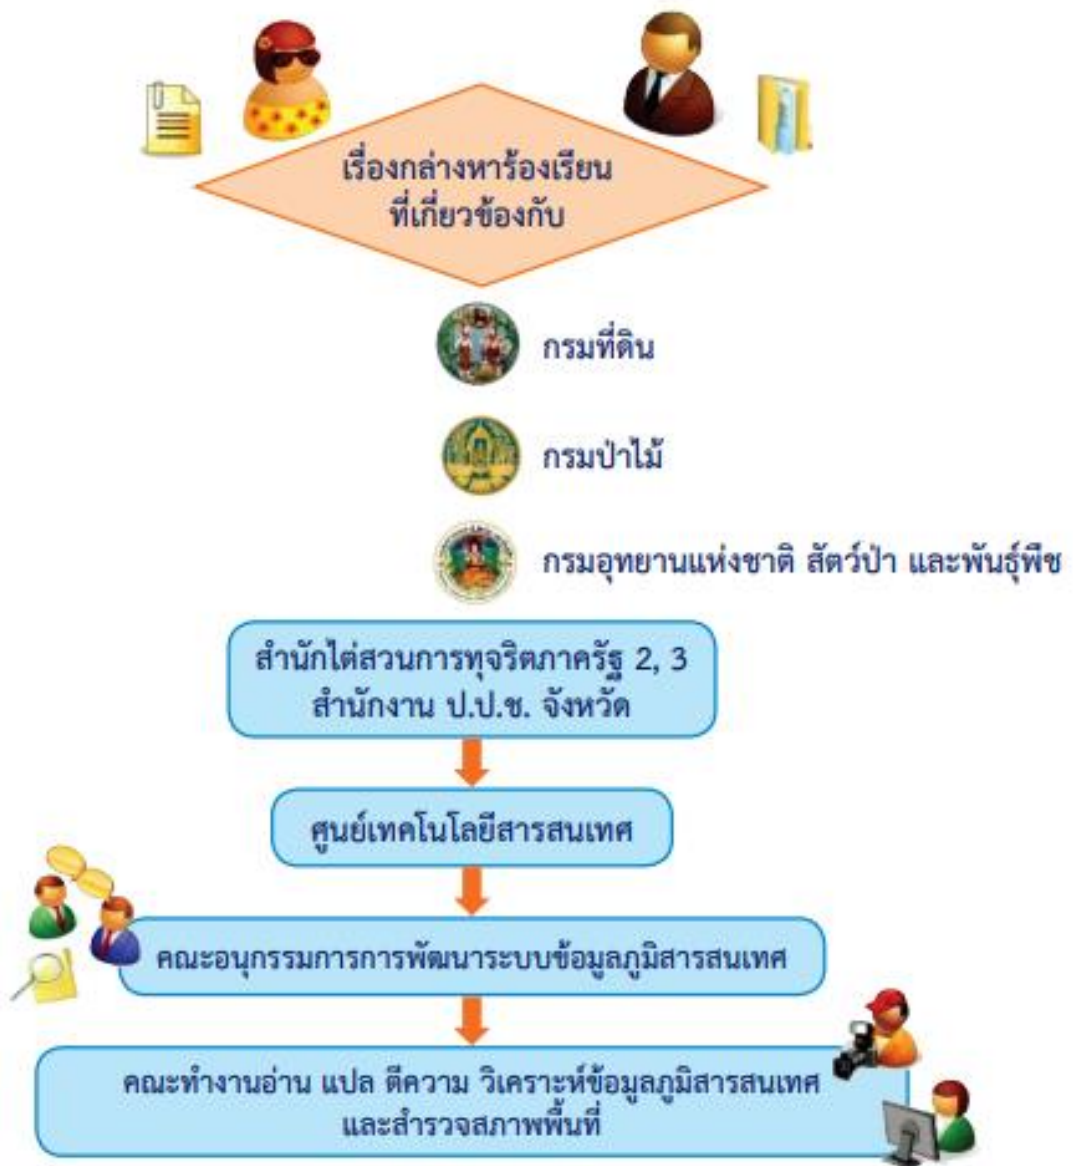 เรื่องกล่างหาร้องเรียน
ที่เกี่ยวข้องกับ
กรมที่ดิน
กรมป่าไม้
กรมอุทยานแห่งชาติ สัตว์ป่า และพันธุ์พืช
สำนักไต่สวนการทุจริตภาครัฐ 2, 3
สำนักงาน ป.ป.ช. จังหวัด
ศูนย์เทคโนโลยีสารสนเทศ
คณะอนุกรรมการการพัฒนาระบบข้อมูลภูมิสารสนเทศ
คณะทำงานอ่าน แปล ตีความ วิเคราะห์ข้อมูลภูมิสารสนเทศ
และสำรวจสภาพพื้นที่